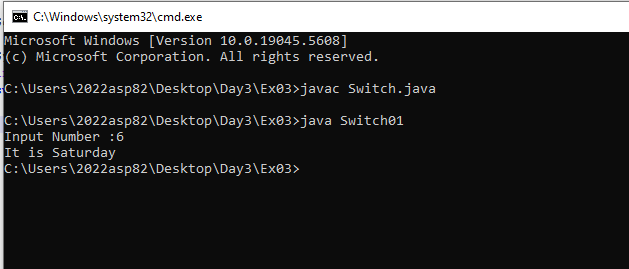 C:\Windows\system32\cmd.exe
Microsoft Windows [Version 10.0.19045.5608]
(c) Microsoft Corporation. All rights reserved.
C:\Users\2022asp82\Desktop\Day3\Ex03>javac Switch.java
C:\Users\2022asp82\Desktop\Day3\Ex03>java Switch01
Input Number :6
It is Saturday
C:\Users\2022asp82\Desktop\Day3\Ex03>